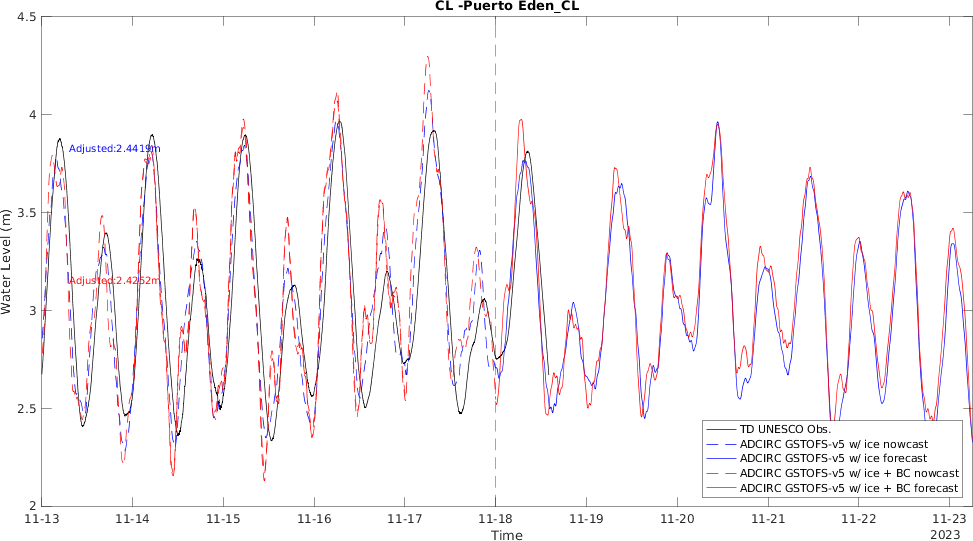 CL -Puerto Eden_CL
4.5
4
3.5
3
2.5
2
Water Level (m)
Adjusted:2.4419m
Adjusted:2.4262m
TD UNESCO Obs.
ADCIRC GSTOFS-v5 w/ ice nowcast
ADCIRC GSTOFS-v5 w/ ice forecast
ADCIRC GSTOFS-v5 w/ ice + BC nowcast
ADCIRC GSTOFS-v5 w/ ice + BC forecast
11-13 11-14 11-15 11-16 11-17 11-18 11-19 11-20 11-21 11-22 11-23
Time
2023